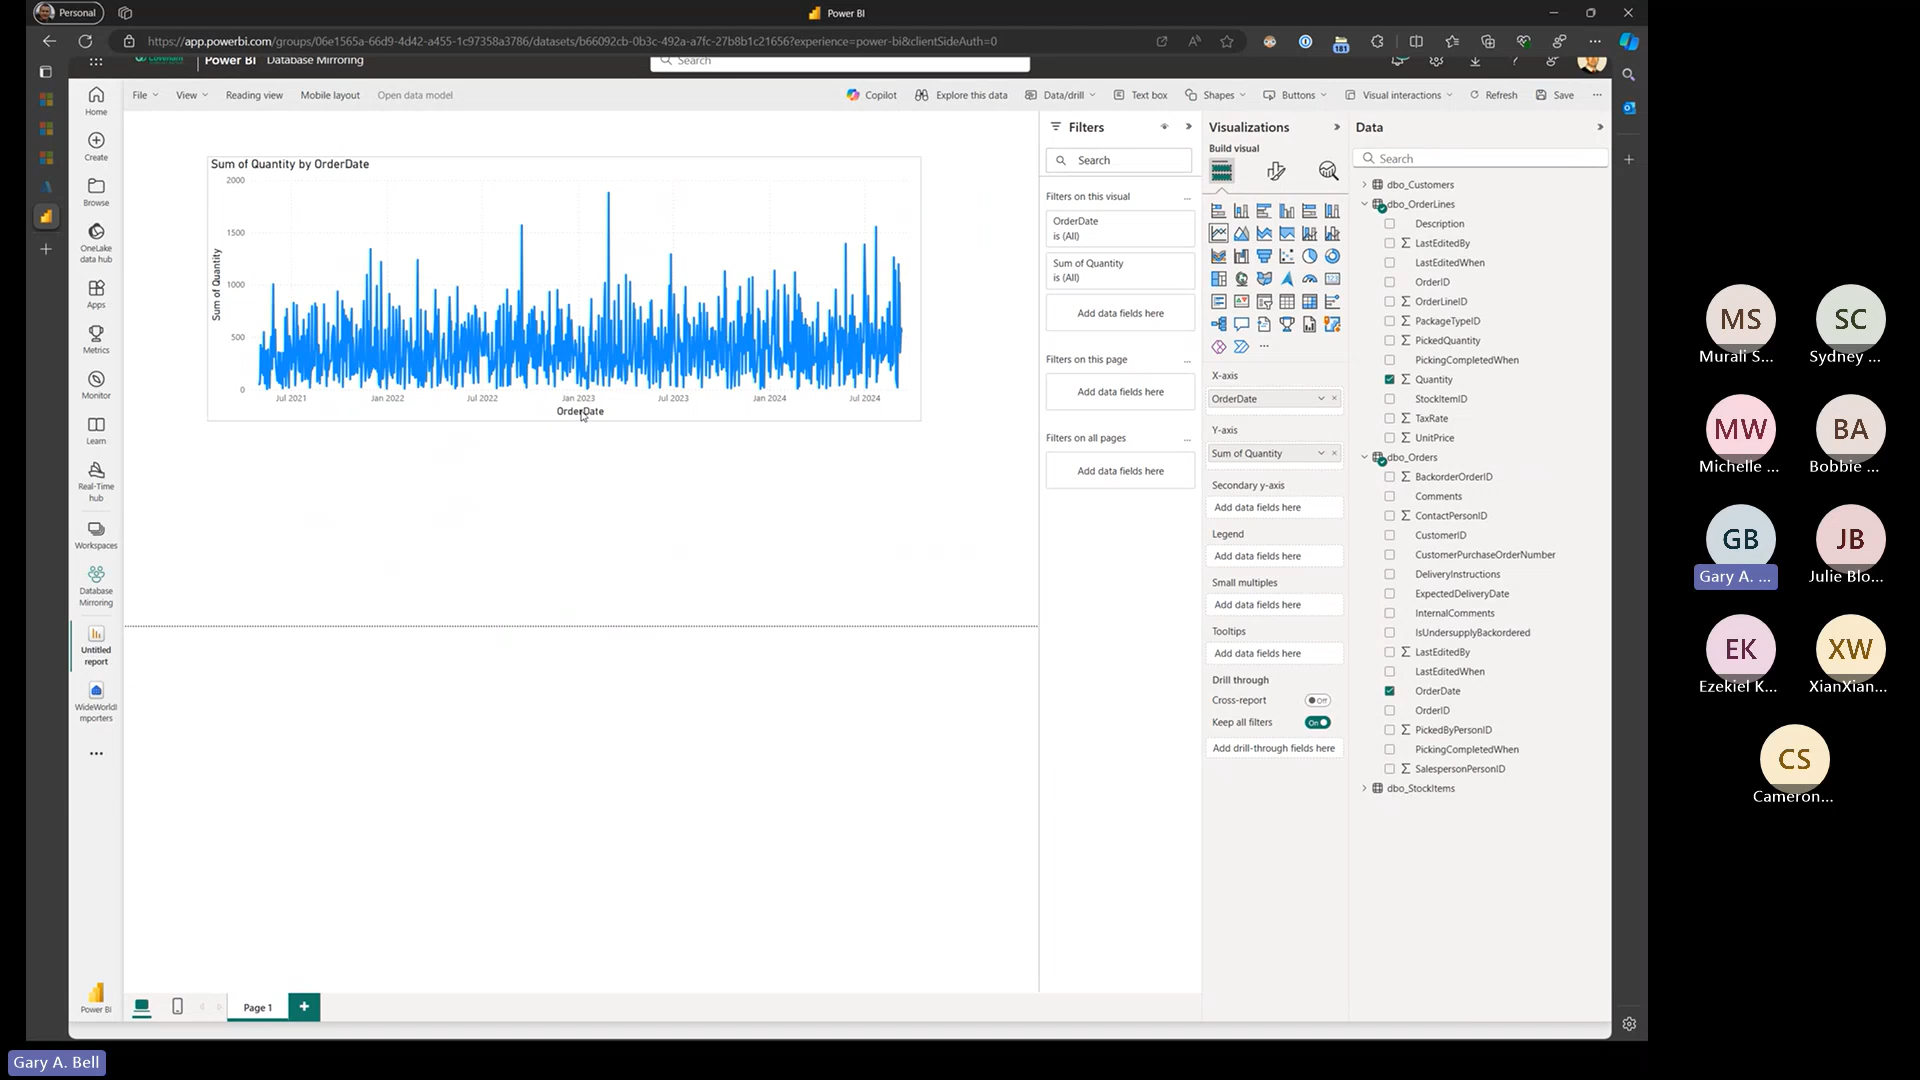 Personal
Power BI
https://app.powerbi.com/groups/06e1565a-66d9-4d42-a455-1c97358a3786/datasets/b66092cb-0b3c-492a-a7fc-27b8b1c21656?experience=power-bi&clientSideAuth=0
181
Power BI Database Mirroring
Search
File View Reading view Mobile layout Open data model
Copilot Explore this data Data/drill Text box Shapes Buttons Visual interactions Refresh Save
Home
Create
Browse
OneLake
data hub
Apps
Metrics
Monitor
Learn
Real-Time
hub
Workspaces
Database
Mirroring
Untitled
report
WideWorldI
mporters
Power BI
Sum of Quantity by OrderDate
Sum of Quantity
2000
1500
1000
500
0
Jul 2021 Jan 2022 Jul 2022 Jan 2023 Jul 2023 Jan 2024 Jul 2024
OrderDate
Page 1
Filters
Search
Filters on this visual
OrderDate
is (All)
Sum of Quantity
is (All)
Add data fields here
Filters on this page
Add data fields here
Filters on all pages
Add data fields here
Visualizations
Build visual
X-axis
OrderDate
Y-axis
Sum of Quantity
Secondary y-axis
Add data fields here
Legend
Add data fields here
Small multiples
Add data fields here
Tooltips
Add data fields here
Drill through
Cross-report Off
Keep all filters On
Add drill-through fields here
Data
Search
dbo_Customers
dbo_OrderLines
Description
LastEditedBy
LastEditedWhen
OrderID
OrderLineID
PackageTypeID
PickedQuantity
PickingCompletedWhen
Quantity
StockItemID
TaxRate
UnitPrice
dbo_Orders
BackorderOrderID
Comments
ContactPersonID
CustomerID
CustomerPurchaseOrderNumber
DeliveryInstructions
ExpectedDeliveryDate
InternalComments
IsUndersupplyBackordered
LastEditedBy
LastEditedWhen
OrderDate
OrderID
PickedByPersonID
PickingCompletedWhen
SalespersonPersonID
dbo_StockItems
MS SC
Murali S... Sydney ...
MW BA
Michelle ... Bobbie ...
GB JB
Gary A. ... Julie Blo...
EK XW
Ezekiel K... XianXian...
CS
Cameron...
Gary A. Bell